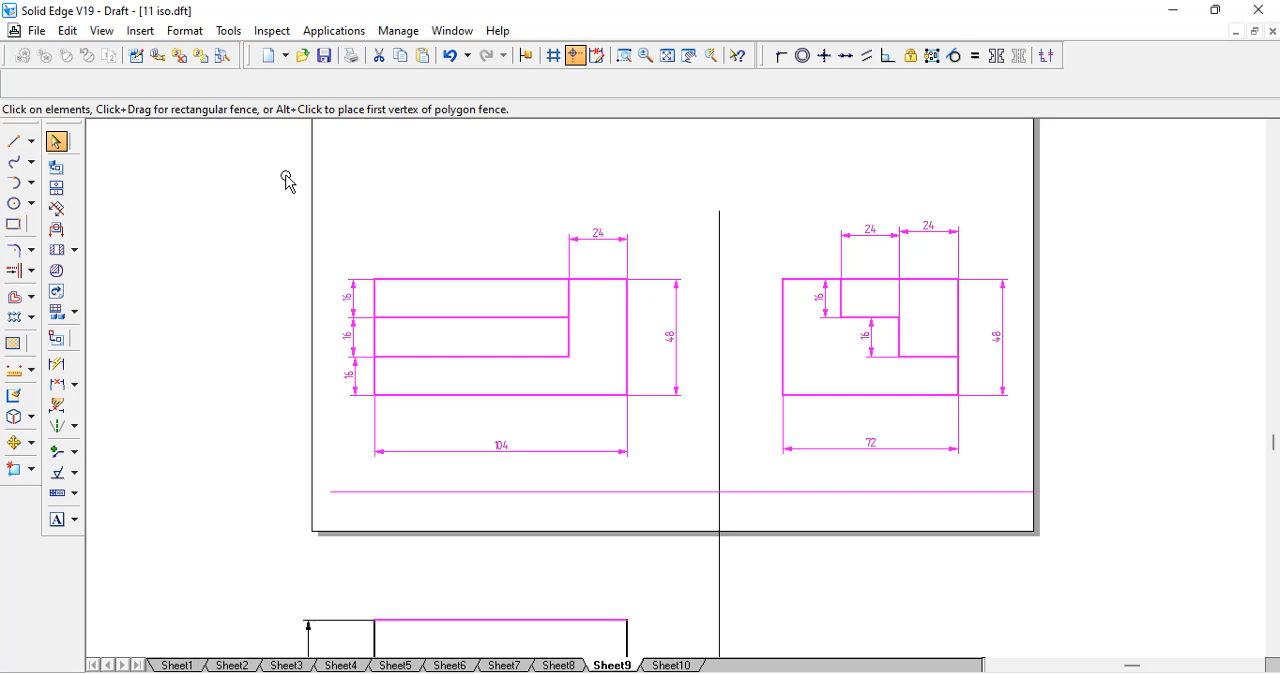 Solid Edge V19 - Draft - [11 iso.dft]
File Edit View Insert Format Tools Inspect Applications Manage Window Help
Click on elements, Click+Drag for rectangular fence, or Alt+Click to place first vertex of polygon fence.
24
24
24
16
16
16
48
16
16
48
104
72
A
Sheet1 Sheet2 Sheet3 Sheet4 Sheet5 Sheet6 Sheet7 Sheet8 Sheet9 Sheet10